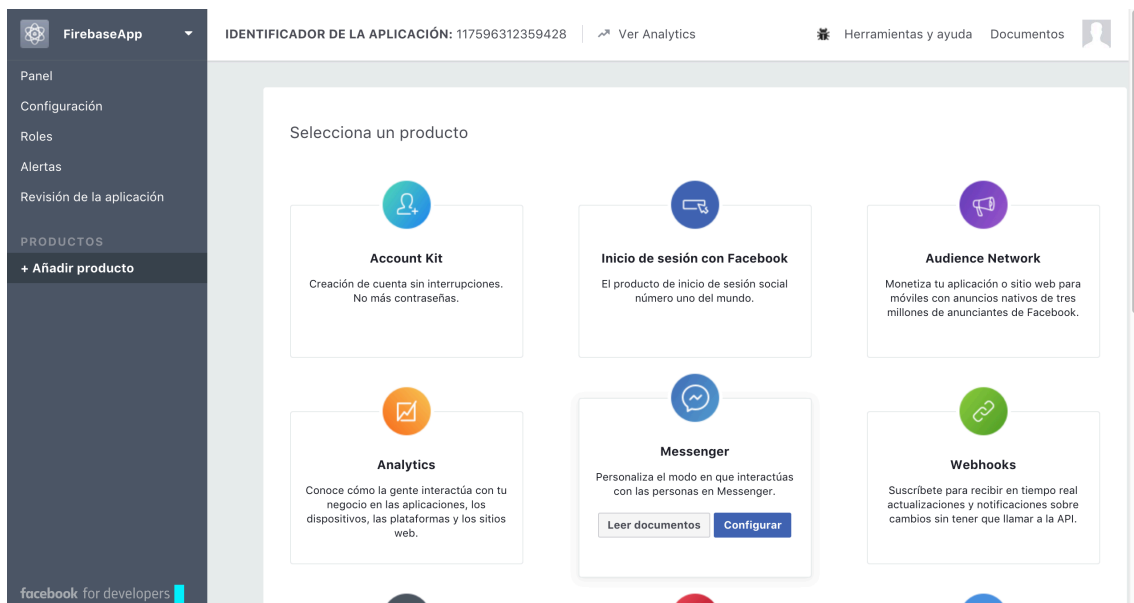 FirebaseApp
IDENTIFICADOR DE LA APLICACIÓN: 117596312359428
Ver Analytics
Herramientas y ayuda
Documentos
Panel
Configuración
Roles
Alertas
Revisión de la aplicación
PRODUCTOS
+ Añadir producto
facebook for developers
Selecciona un producto
Account Kit
Creación de cuenta sin interrupciones.
No más contraseñas.
Inicio de sesión con Facebook
El producto de inicio de sesión social
número uno del mundo.
Audience Network
Monetiza tu aplicación o sitio web para
móviles con anuncios nativos de tres
millones de anunciantes de Facebook.
Analytics
Conoce cómo la gente interactúa con tu
negocio en las aplicaciones, los
dispositivos, las plataformas y los sitios
web.
Messenger
Personaliza el modo en que interactúas
con las personas en Messenger.
Leer documentos
Configurar
Webhooks
Suscríbete para recibir en tiempo real
actualizaciones y notificaciones sobre
cambios sin tener que llamar a la API.